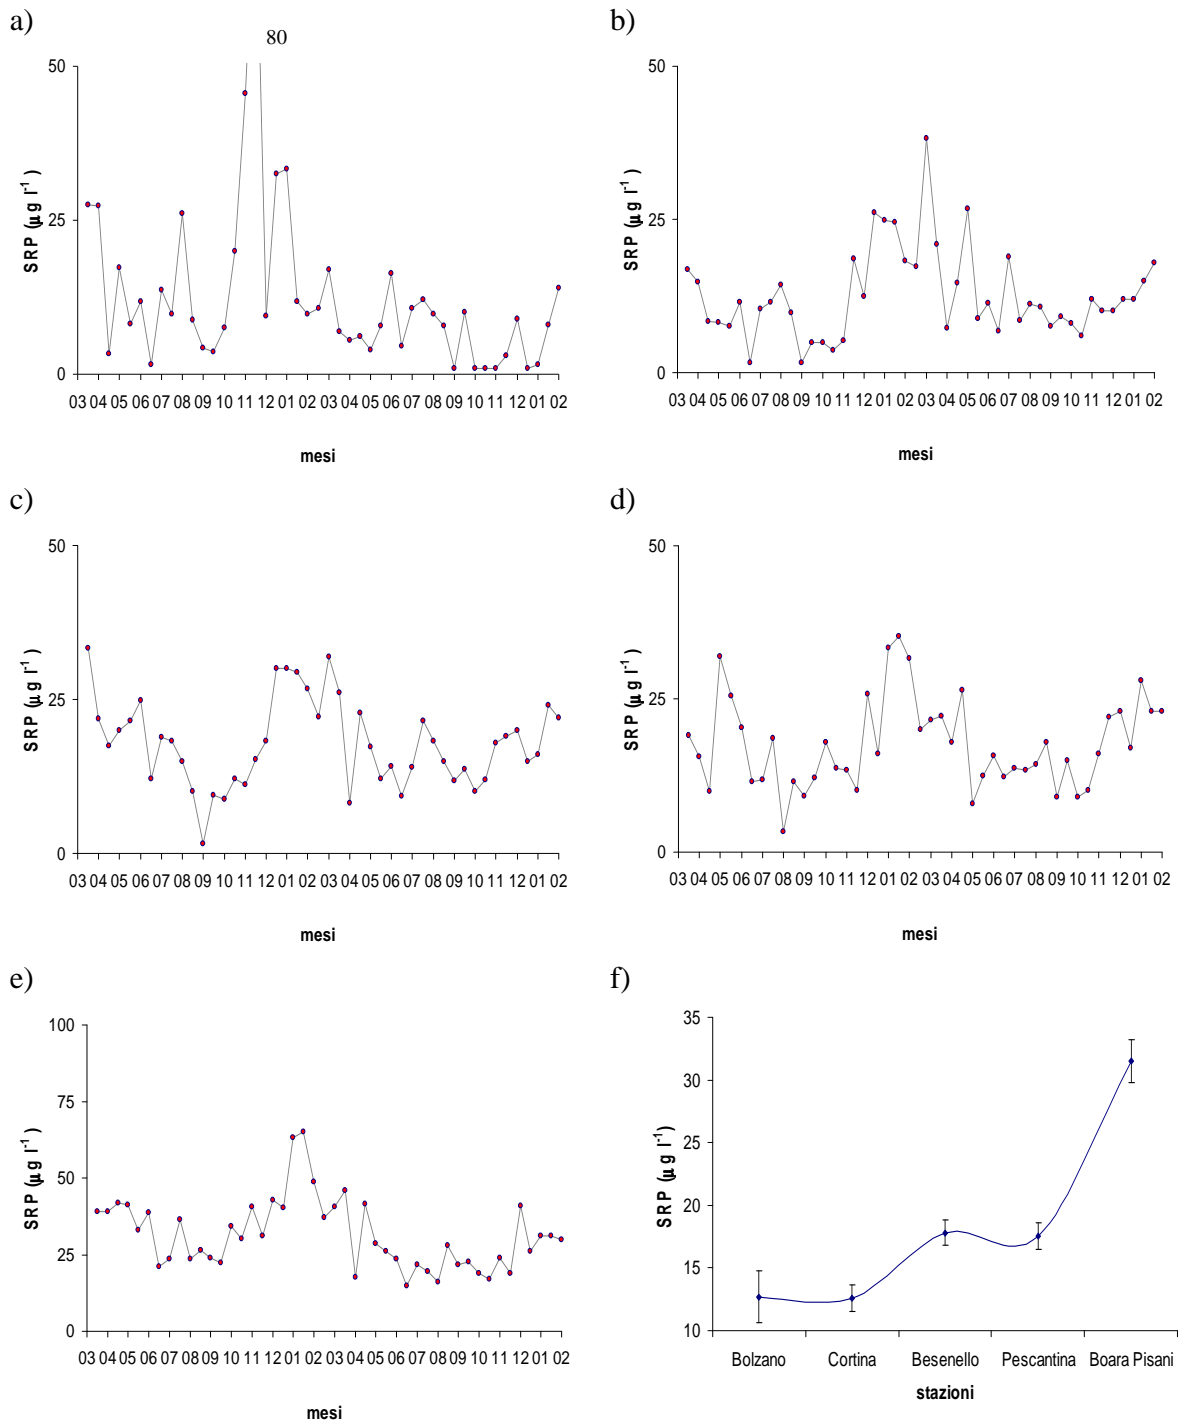 a)
80
50
25
0
SRP (µg l-1)
03 04 05 06 07 08 09 10 11 12 01 02 03 04 05 06 07 08 09 10 11 12 01 02
mesi
b)
50
25
0
SRP (µg l-1)
03 04 05 06 07 08 09 10 11 12 01 02 03 04 05 06 07 08 09 10 11 12 01 02
mesi
c)
50
25
0
SRP (µg l-1)
03 04 05 06 07 08 09 10 11 12 01 02 03 04 05 06 07 08 09 10 11 12 01 02
mesi
d)
50
25
0
SRP (µg l-1)
03 04 05 06 07 08 09 10 11 12 01 02 03 04 05 06 07 08 09 10 11 12 01 02
mesi
e)
100
75
50
25
0
SRP (µg l-1)
03 04 05 06 07 08 09 10 11 12 01 02 03 04 05 06 07 08 09 10 11 12 01 02
mesi
f)
35
30
25
20
15
10
SRP (µg l-1)
Bolzano Cortina Besenello Pescantina Boara Pisani
stazioni